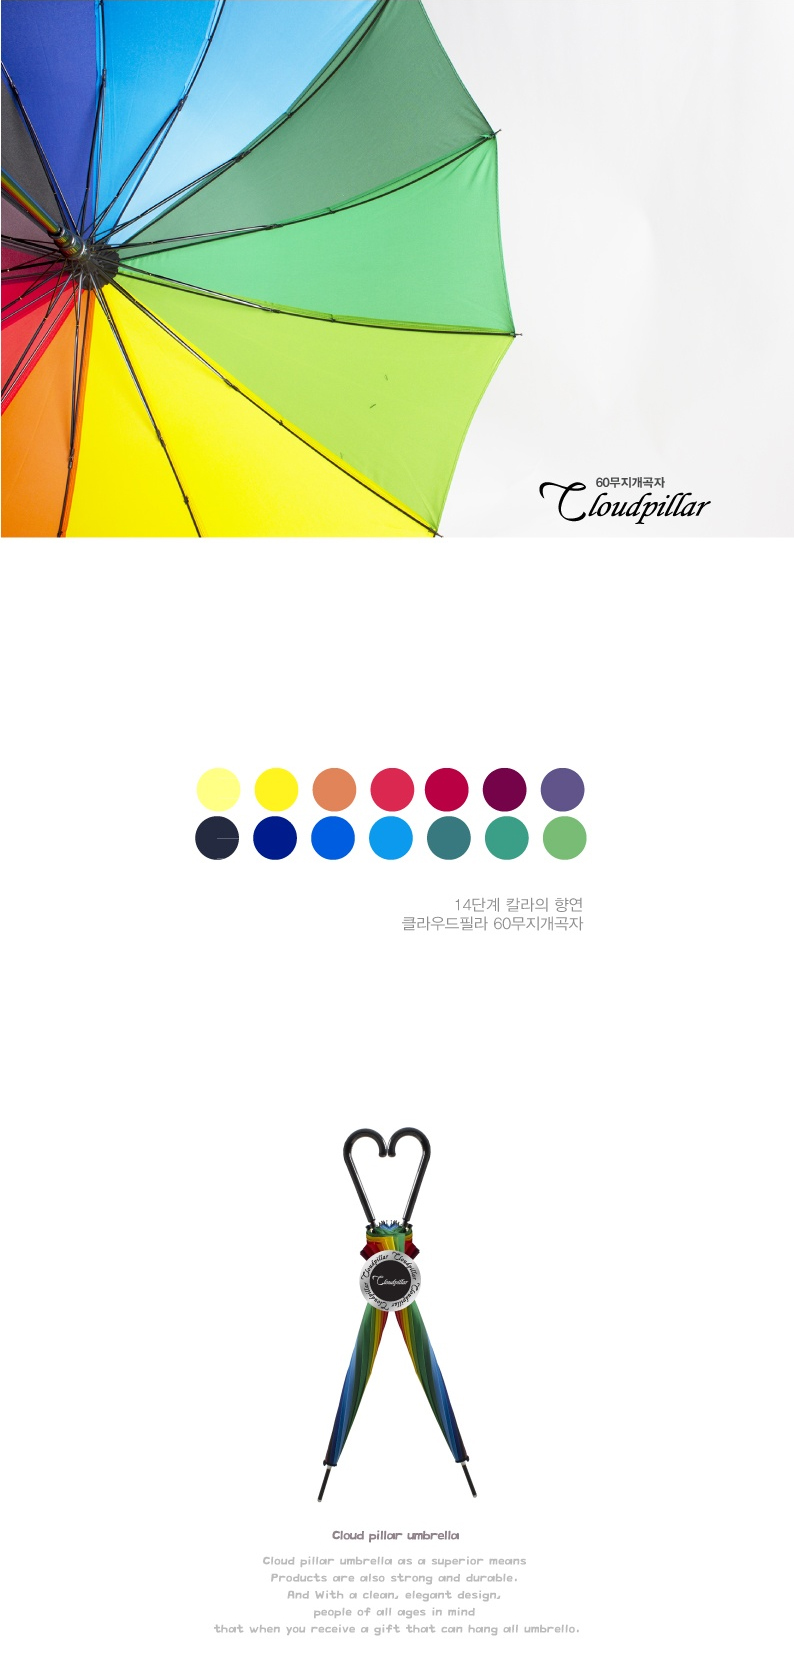 60무지개곡자
Cloudpillar
14단계 칼라의 향연
클라우드필라 60무지개곡자
Cloudpillar Cloudpillar Cloudpillar Cloudpillar
Cloudpillar
Cloud pillar umbrella
Cloud pillar umbrella as a superior means
Products are also strong and durable.
And With a clean, elegant design,
people of all ages in mind
that when you receive a gift that can hang all umbrello.